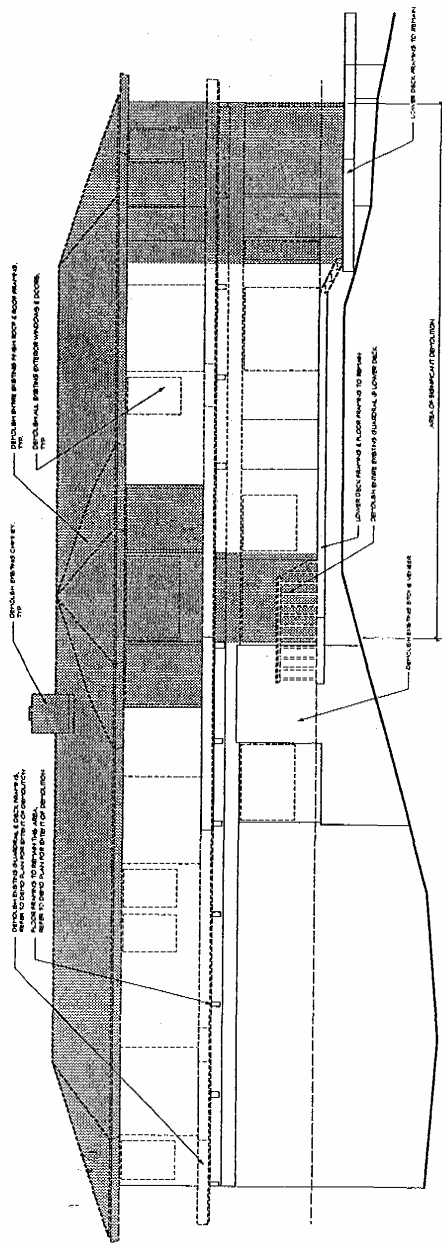 DEMOLISH EXISTING GUARDRAIL & DECK FRAMING.
REFER TO DEMO PLAN FOR EXTENT OF DEMOLITION
FLOOR FRAMING TO REMAIN THIS AREA.
REFER TO DEMO PLAN FOR EXTENT OF DEMOLITION
DEMOLISH EXISTING CHIMNEY,
TYP.
DEMOLISH ENTIRE EXISTING FINISH ROOF & ROOF FRAMING,
TYP.
DEMOLISH ALL EXISTING EXTERIOR WINDOWS & DOORS,
TYP.
LOWER DECK FRAMING & FLOOR FRAMING TO REMAIN
DEMOLISH ENTIRE EXISTING GUARDRAIL @ LOWER DECK
DEMOLISH EXISTING STONE VENEER
AREA OF SIGNIFICANT DEMOLITION
LOWER DECK FRAMING TO REMAIN